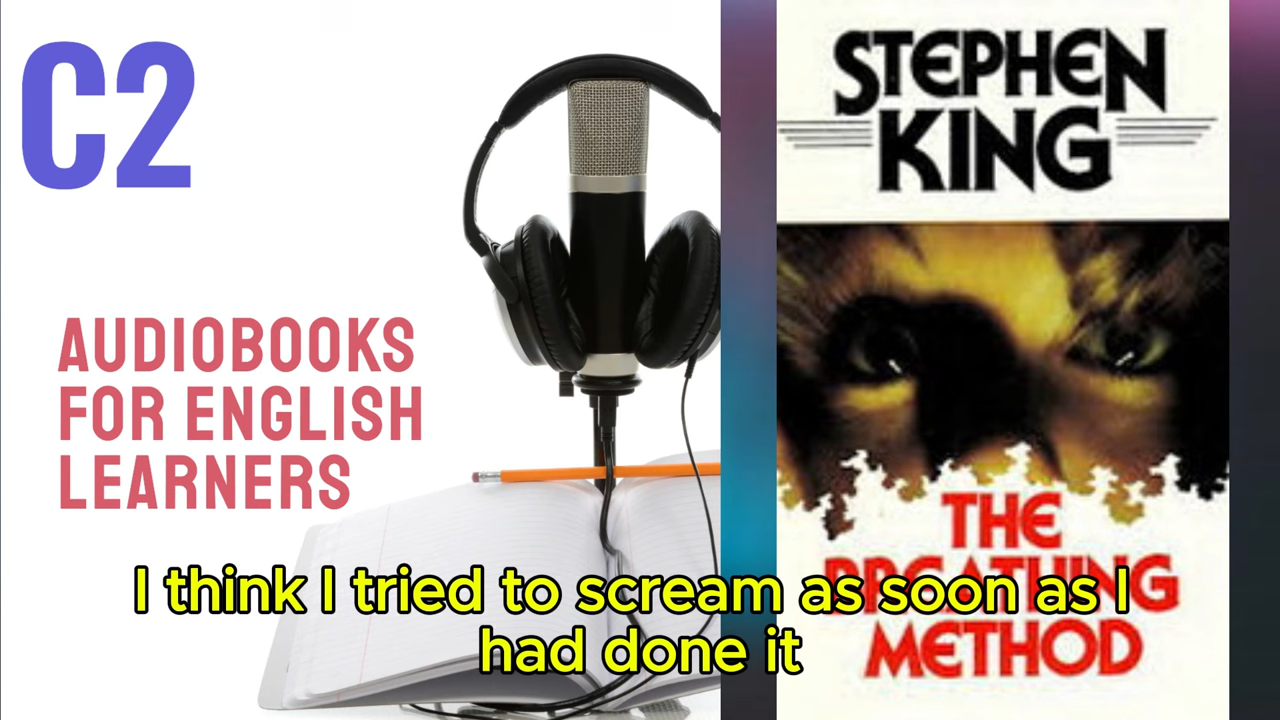 C2
AUDIOBOOKS
FOR ENGLISH
LEARNERS
STEPHEN
KING
THE
BREATHING
METHOD
I think I tried to scream as soon as I
had done it